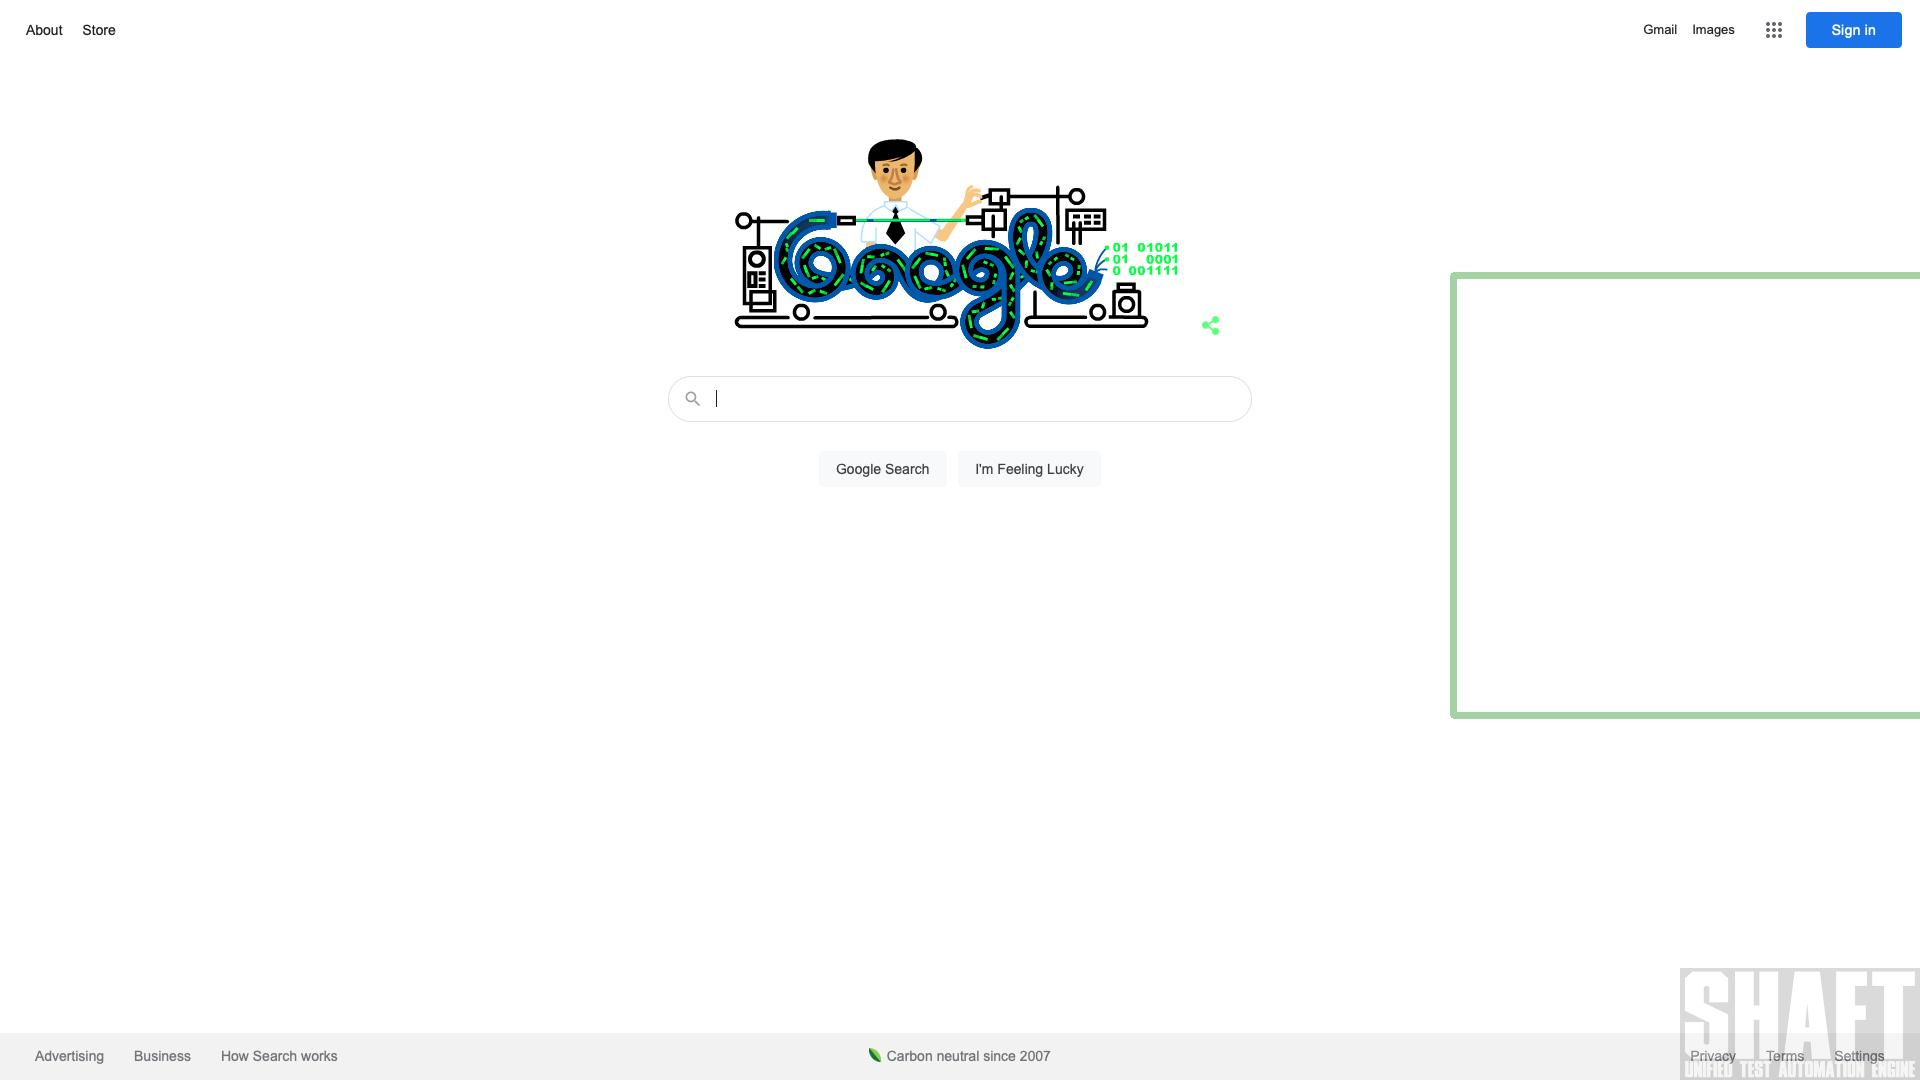 About Store
Gmail Images Sign in
Google
01 01011
01 0001
0 001111
Google Search I'm Feeling Lucky
Advertising Business How Search works
Carbon neutral since 2007
Privacy Terms Settings
SHAFT
UNIFIED TEST AUTOMATION ENGINE